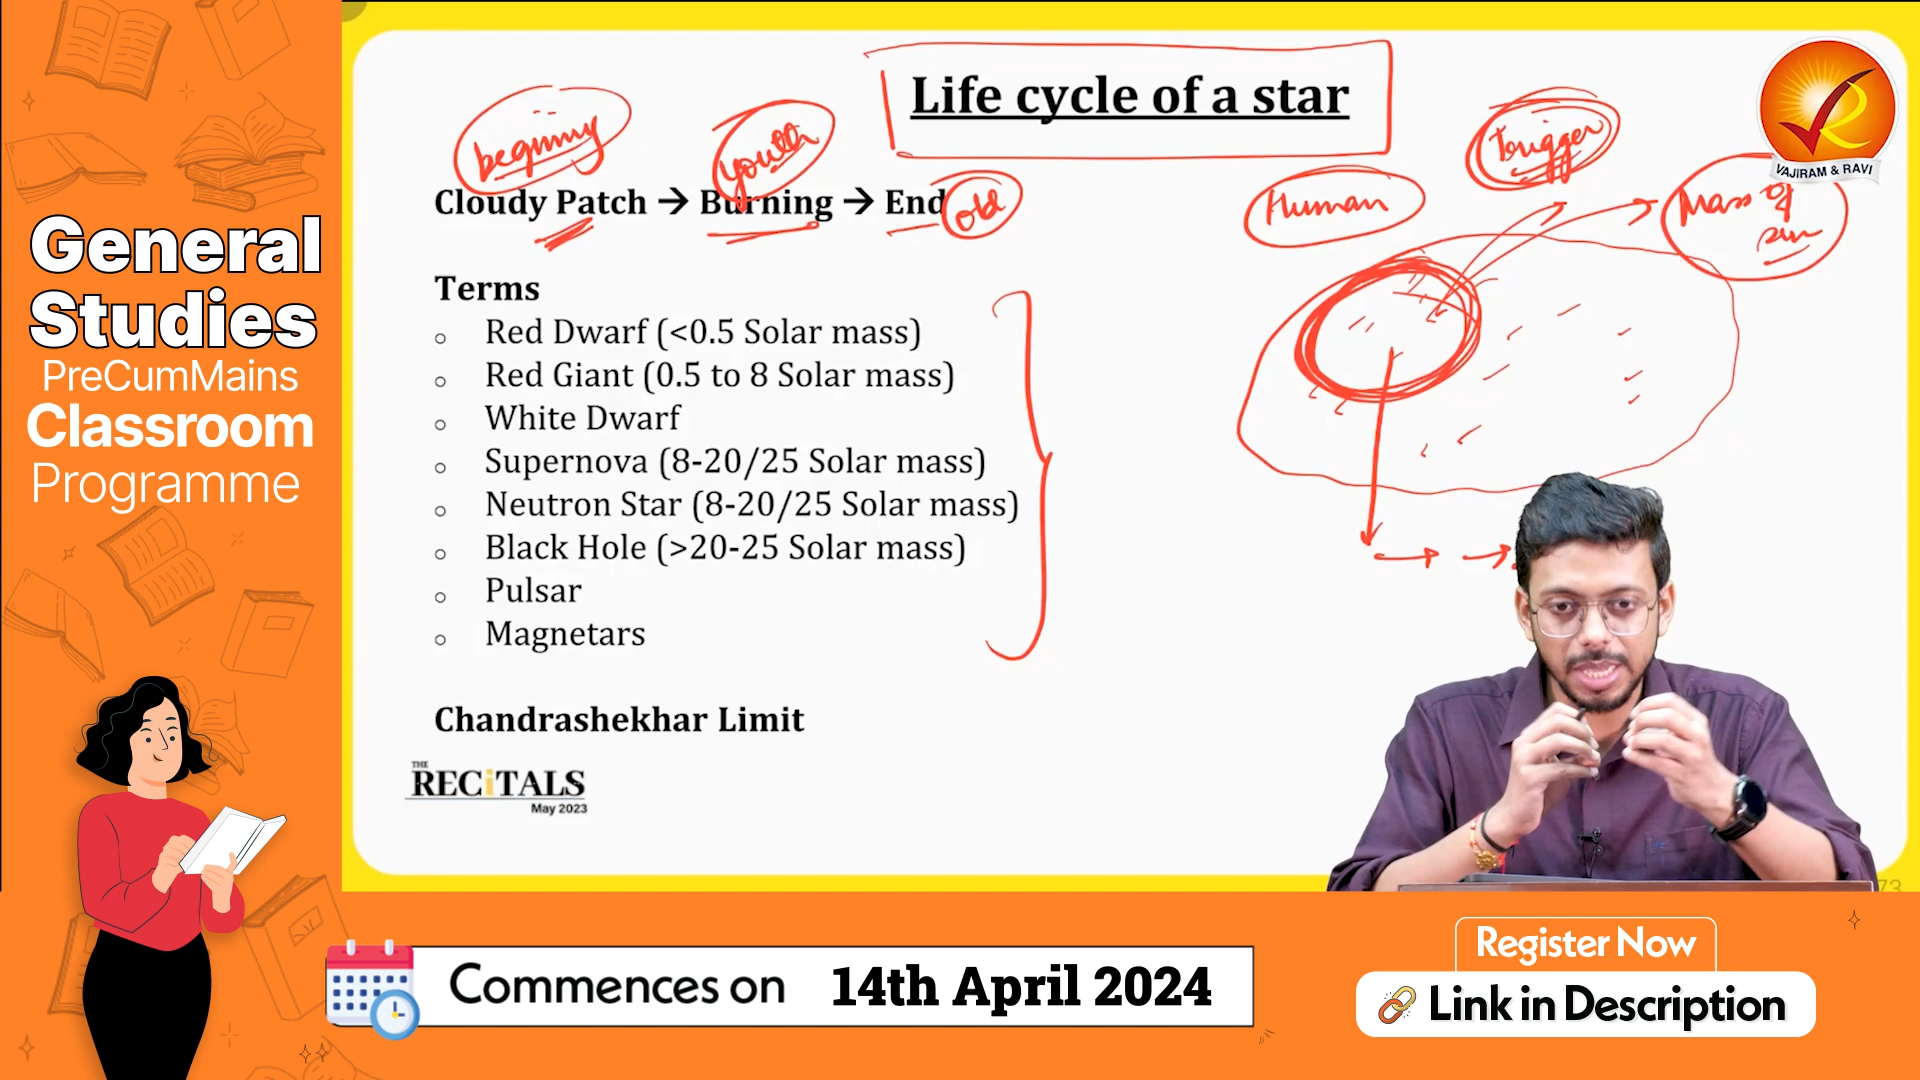 General
Studies
PreCumMains
Classroom
Programme
Life cycle of a star
begining
youth
Trigger
VAJIRAM & RAVI
Cloudy Patch → Burning → End
old
Human
Mass of
sun
Terms
Red Dwarf (<0.5 Solar mass)
Red Giant (0.5 to 8 Solar mass)
White Dwarf
Supernova (8-20/25 Solar mass)
Neutron Star (8-20/25 Solar mass)
Black Hole (>20-25 Solar mass)
Pulsar
Magnetars
Chandrashekhar Limit
THE
RECiTALS
May 2023
73
Commences on 14th April 2024
Register Now
Link in Description